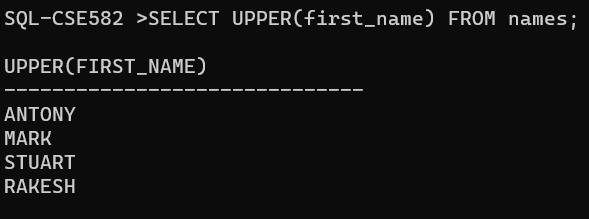 SQL-CSE582 >SELECT UPPER(first_name) FROM names;
UPPER(FIRST_NAME)
------------------------------
ANTONY
MARK
STUART
RAKESH